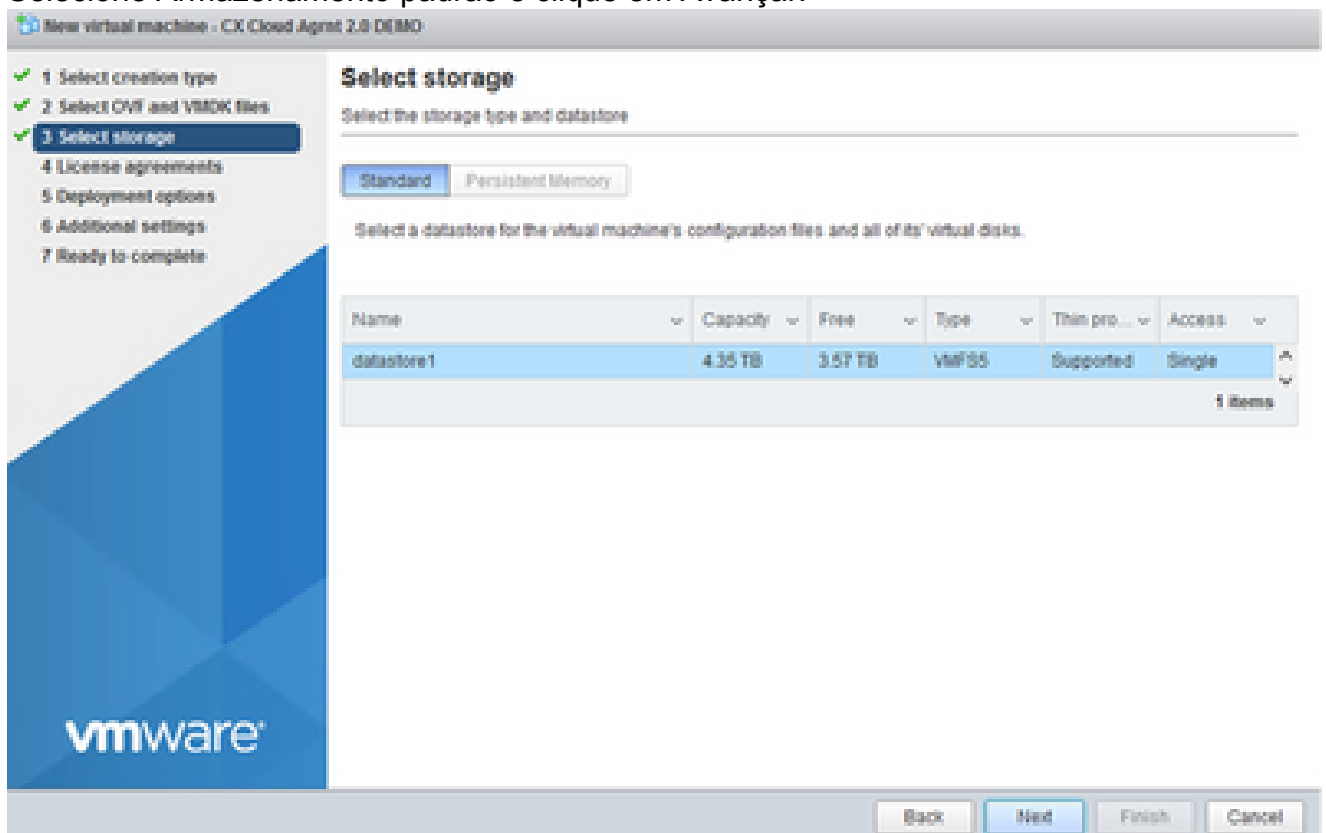 Selecione Armazenamento padrão e clique em Avançar.
New virtual machine - CX Cloud Agrnt 2.0 DEMO
1 Select creation type
2 Select OVF and VMDK files
3 Select storage
4 License agreements
5 Deployment options
6 Additional settings
7 Ready to complete
vmware
Select storage
Select the storage type and datastore
Standard Persistent Memory
Select a datastore for the virtual machine's configuration files and all of its' virtual disks.
Name Capacity Free Type Thin pro... Access
datastore1 4.35 TB 3.57 TB VMFS5 Supported Single
1 items
Back Next Finish Cancel